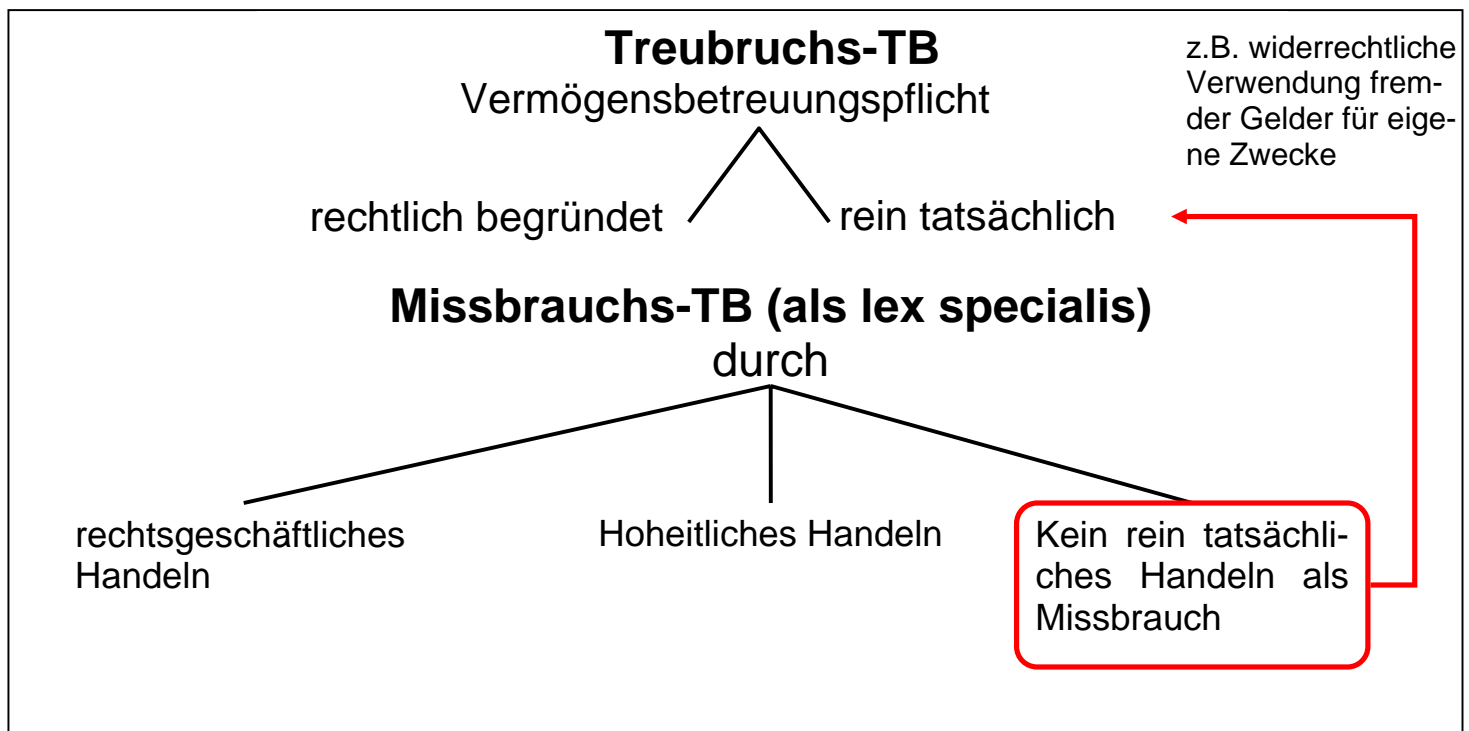 Treubruchs-TB
Vermögensbetreuungspflicht
z.B. widerrechtliche
Verwendung frem-
der Gelder für eige-
ne Zwecke
rechtlich begründet
rein tatsächlich
Missbrauchs-TB (als lex specialis)
durch
rechtsgeschäftliches
Handeln
Hoheitliches Handeln
Kein rein tatsächli-
ches Handeln als
Missbrauch